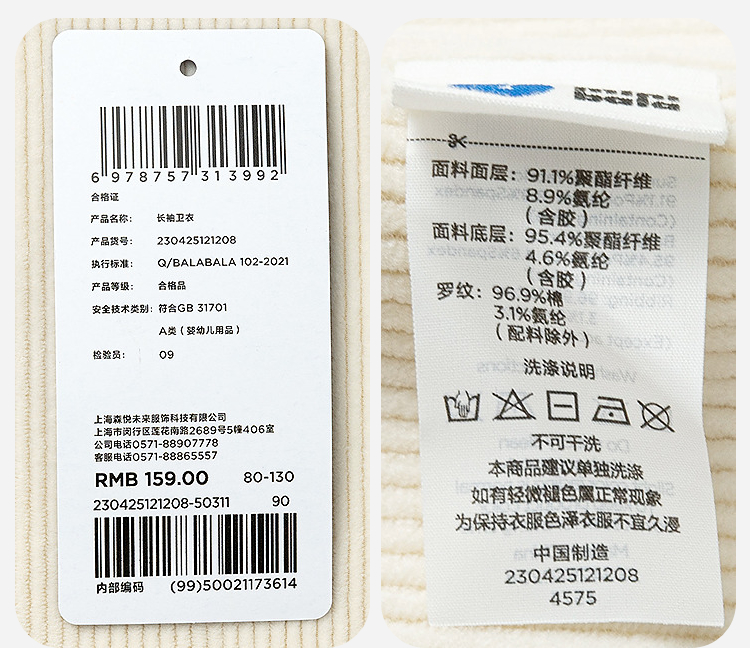 6 978757 313992
合格证
产品名称: 长袖卫衣
产品货号: 230425121208
执行标准: Q/BALABALA 102-2021
产品等级: 合格品
安全技术类别: 符合GB 31701
A类（婴幼儿用品）
检验员: 09
上海森悦未来服饰科技有限公司
上海市闵行区莲花南路2689号5幢406室
公司电话0571-88907778
客服电话0571-88865557
RMB 159.00 80-130
230425121208-50311 90
内部编码 (99)50021173614
面料面层: 91.1%聚酯纤维
8.9%氨纶
(含胶)
面料底层: 95.4%聚酯纤维
4.6%氨纶
(含胶)
罗纹: 96.9%棉
3.1%氨纶
(配料除外)
洗涤说明
不可干洗
本商品建议单独洗涤
如有轻微褪色属正常现象
为保持衣服色泽衣服不宜久浸
中国制造
230425121208
4575